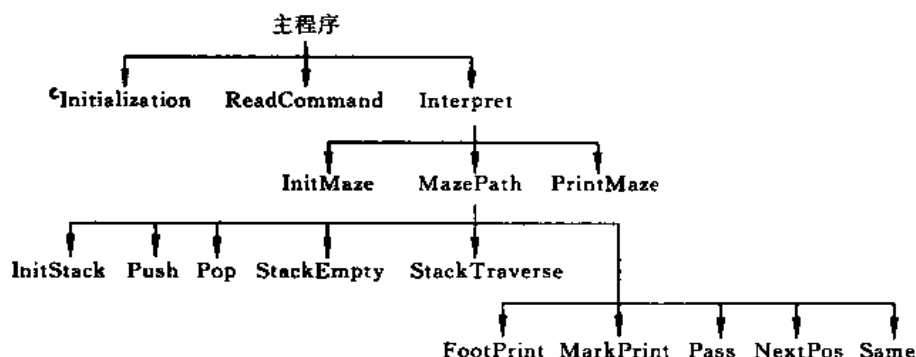 主程序
Initialization ReadCommand Interpret
InitMaze MazePath PrintMaze
InitStack Push Pop StackEmpty StackTraverse
FootPrint MarkPrint Pass NextPos Same